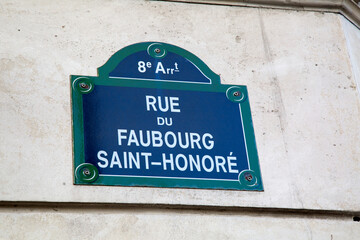 8e Arrt
RUE
DU
FAUBOURG
SAINT-HONORÉ